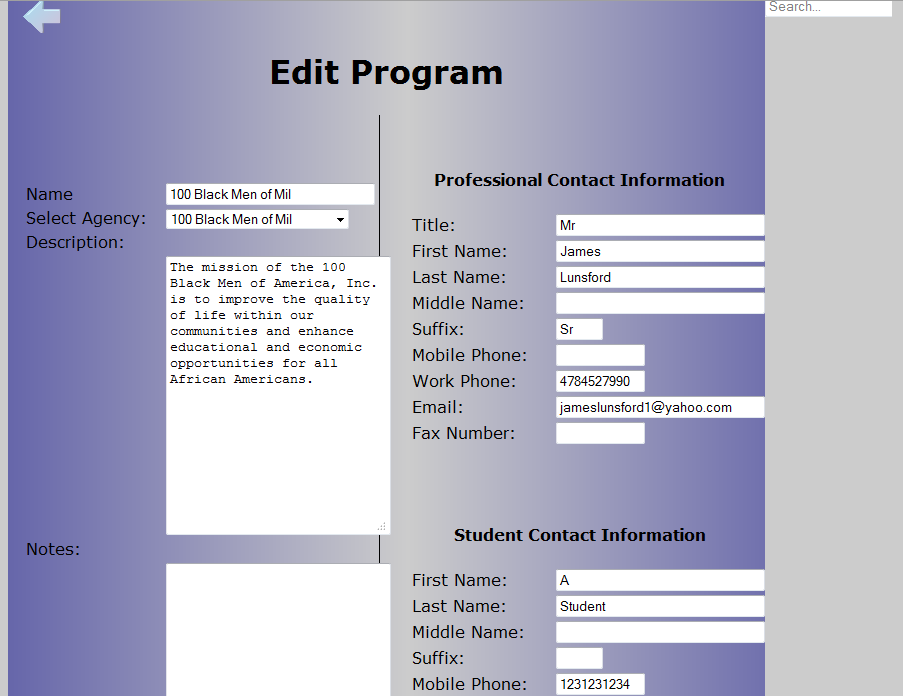 Search...
Edit Program
Name 100 Black Men of Mil
Select Agency: 100 Black Men of Mil
Description:
The mission of the 100
Black Men of America, Inc.
is to improve the quality
of life within our
communities and enhance
educational and economic
opportunities for all
African Americans.
Notes:
Professional Contact Information
Title: Mr
First Name: James
Last Name: Lunsford
Middle Name:
Suffix: Sr
Mobile Phone:
Work Phone: 4784527990
Email: jameslunsford1@yahoo.com
Fax Number:
Student Contact Information
First Name: A
Last Name: Student
Middle Name:
Suffix:
Mobile Phone: 1231231234